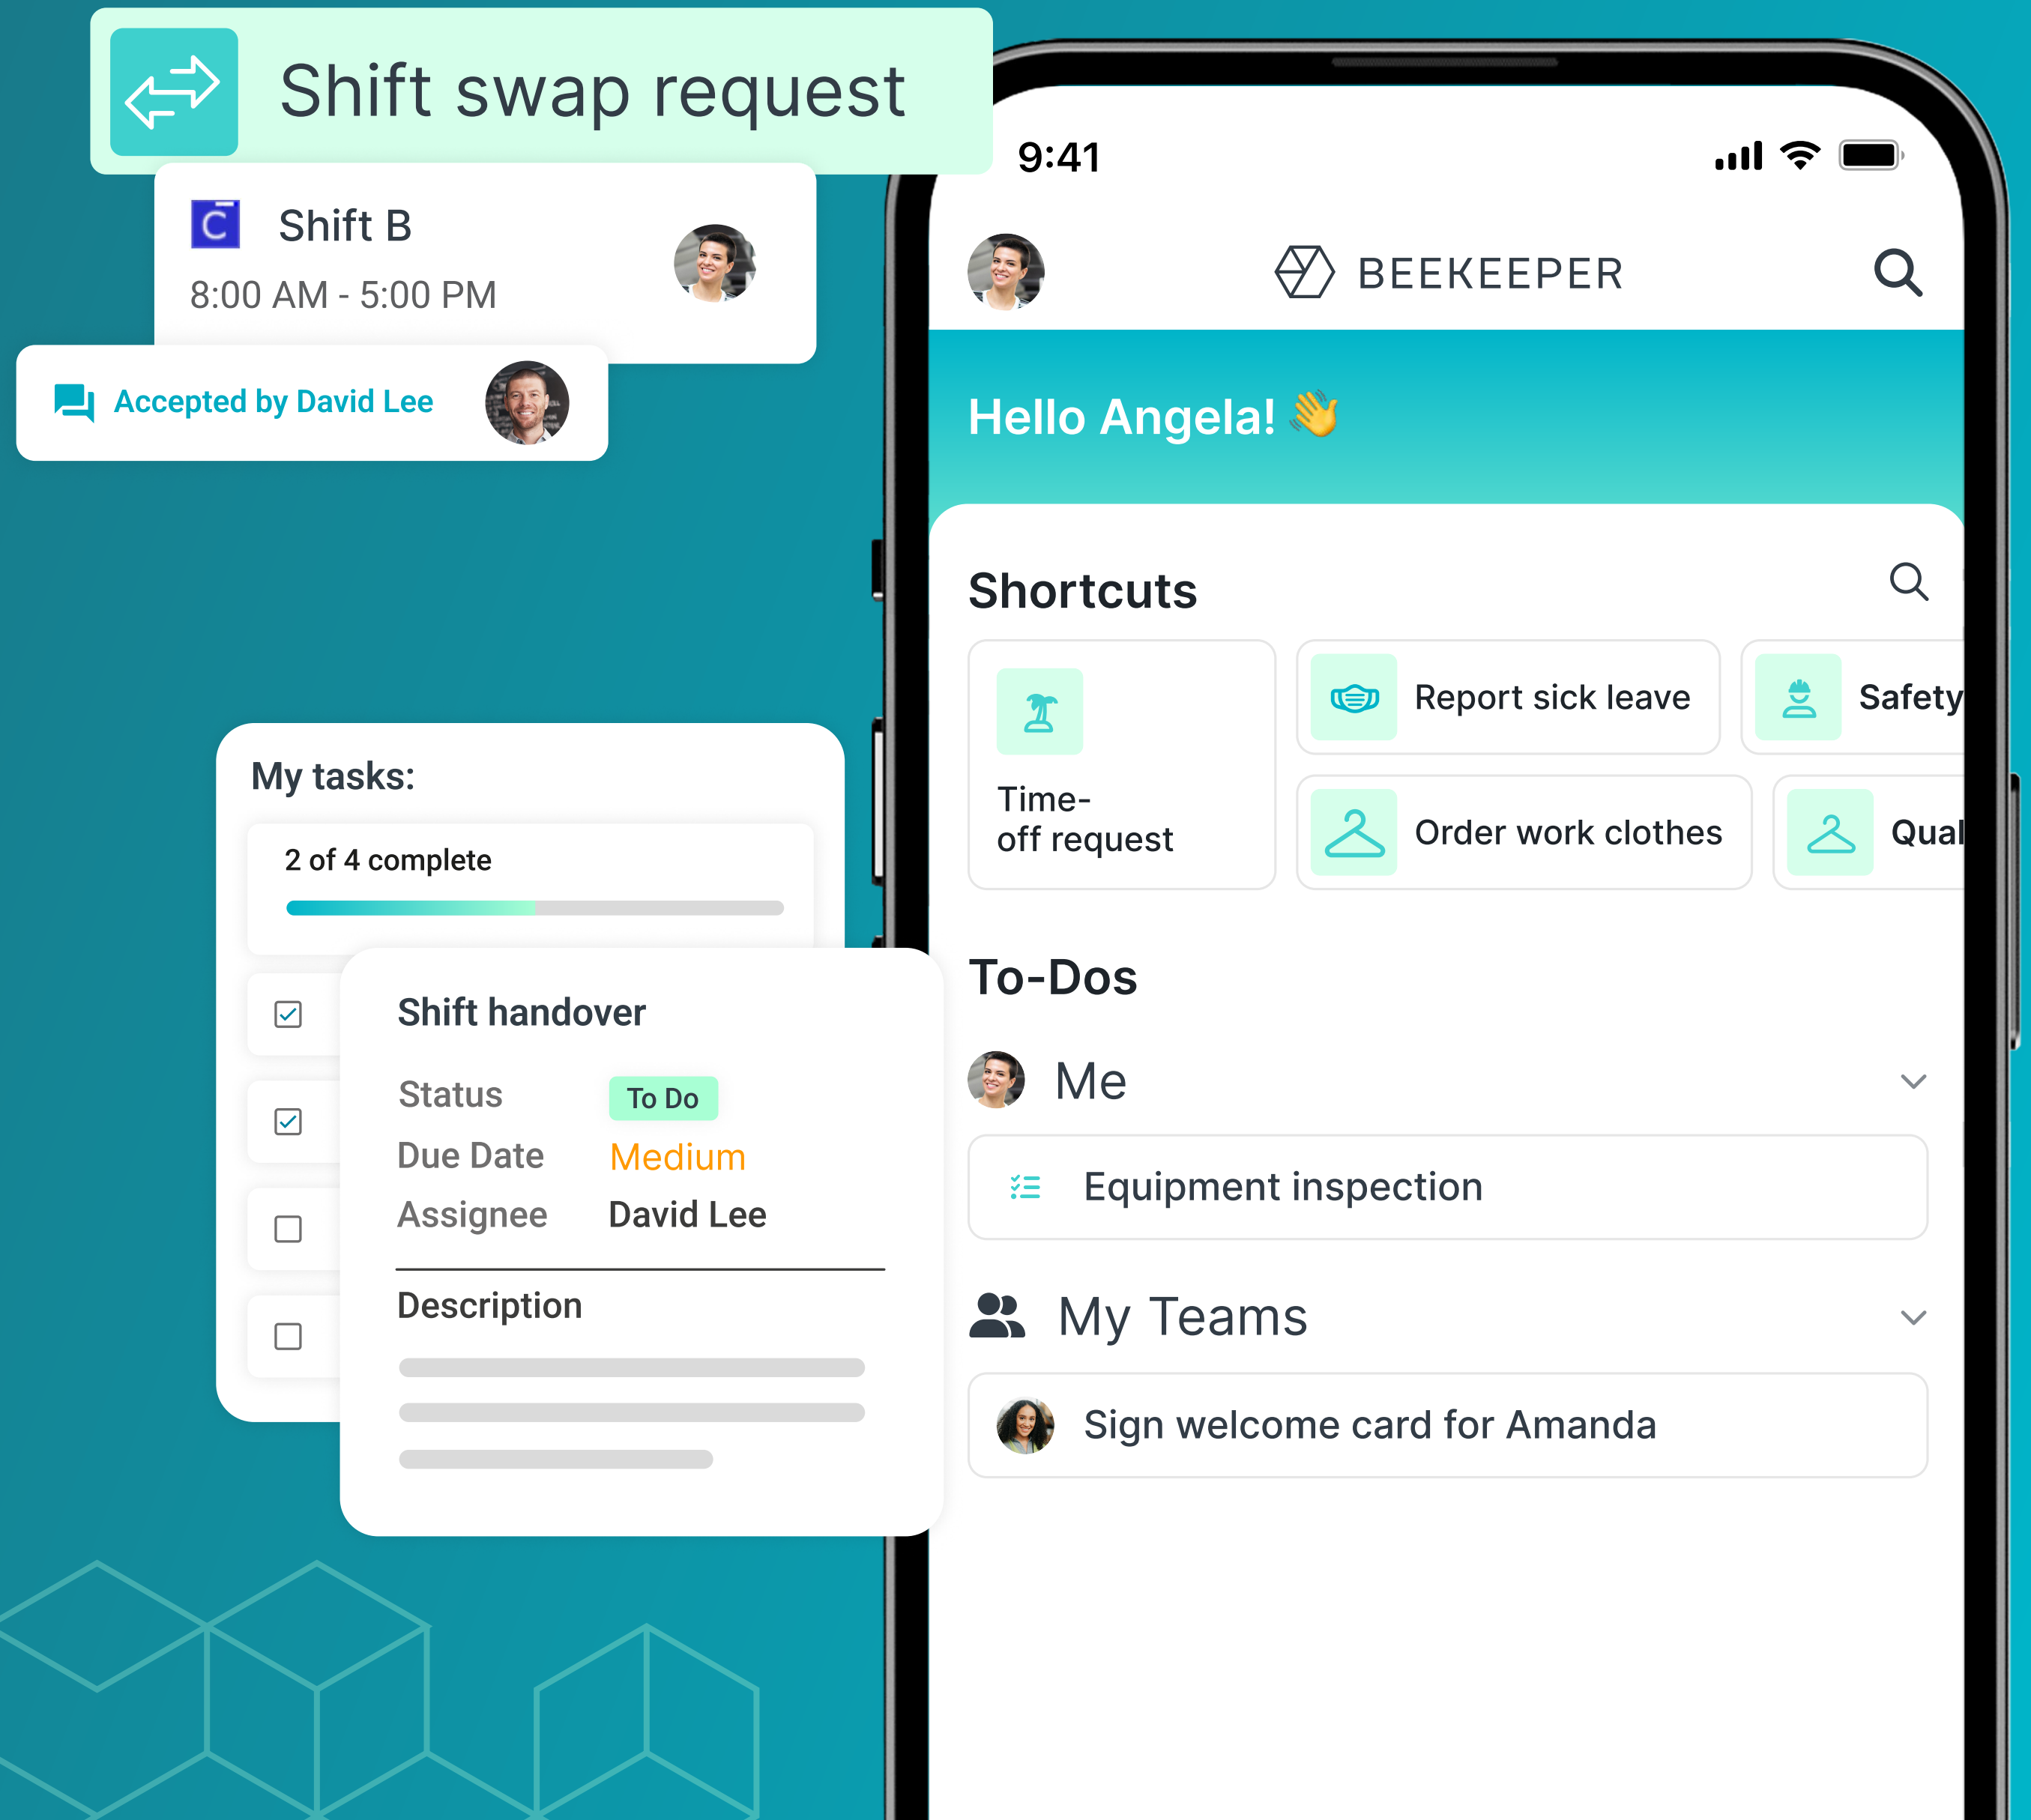 Shift swap request
C
Shift B
8:00 AM - 5:00 PM
Accepted by David Lee
My tasks:
2 of 4 complete
Shift handover
Status To Do
Due Date Medium
Assignee David Lee
Description
9:41
BEEKEEPER
Hello Angela! 👋
Shortcuts
Time-
off request
Report sick leave
Safety
Order work clothes
Qual
To-Dos
Me
Equipment inspection
My Teams
Sign welcome card for Amanda